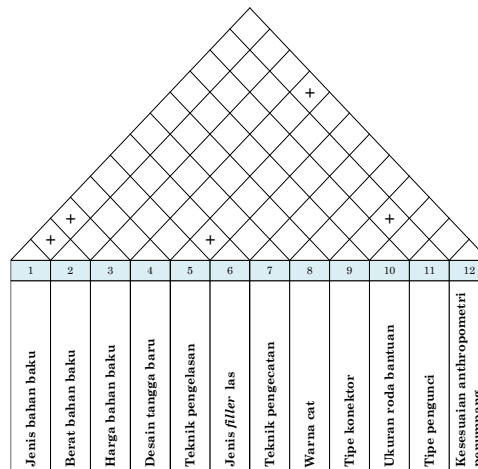 +
+
+
+
+
+
1 2 3 4 5 6 7 8 9 10 11 12
Jenis bahan baku
Berat bahan baku
Harga bahan baku
Desain tangga baru
Teknik pengelasan
Jenis filler las
Teknik pengecatan
Warna cat
Tipe konektor
Ukuran roda bantuan
Tipe pengunci
Kesesuaian anthropometri